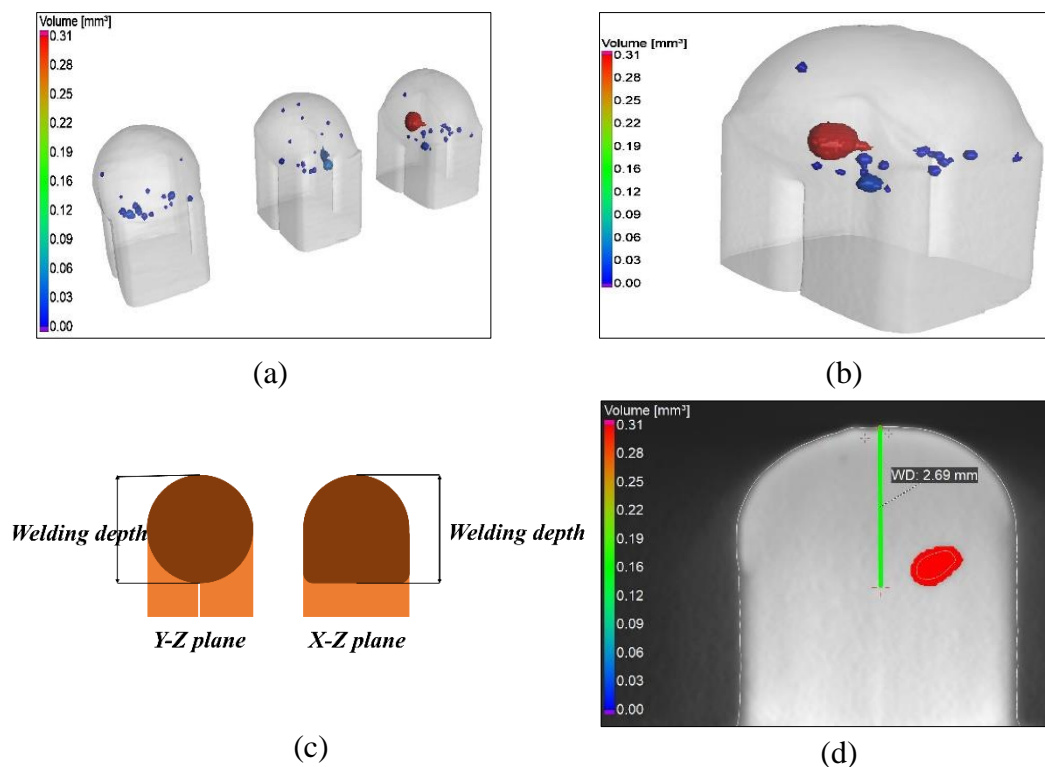 Volume [mm³]
0.31
0.28
0.25
0.22
0.19
0.16
0.12
0.09
0.06
0.03
0.00
(a)
Volume [mm³]
0.31
0.28
0.25
0.22
0.19
0.16
0.12
0.09
0.06
0.03
0.00
(b)
Welding depth
Welding depth
Y-Z plane
X-Z plane
(c)
Volume [mm³]
0.31
0.28
0.25
0.22
0.19
0.16
0.12
0.09
0.06
0.03
0.00
WD: 2.69 mm
(d)